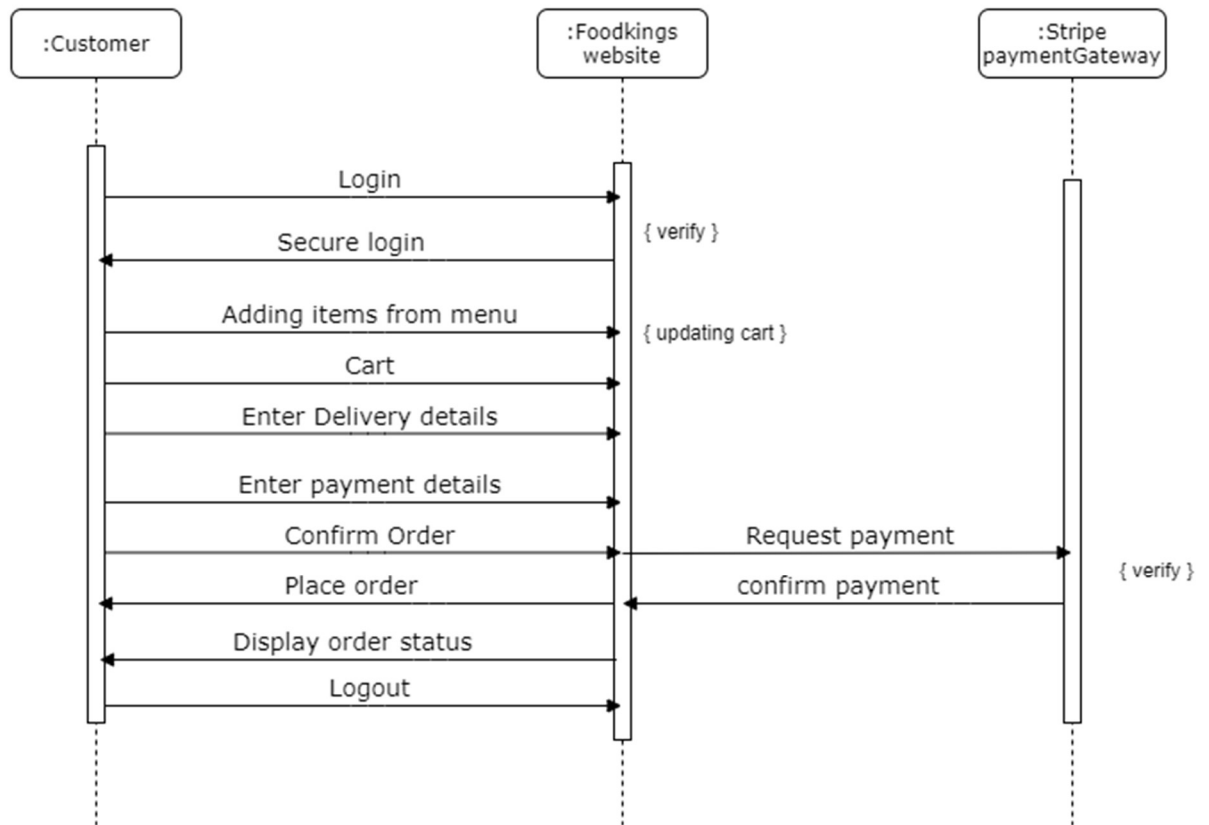 :Customer
:Foodkings
website
:Stripe
paymentGateway
Login
{ verify }
Secure login
Adding items from menu
{ updating cart }
Cart
Enter Delivery details
Enter payment details
Confirm Order
Request payment
{ verify }
Place order
confirm payment
Display order status
Logout